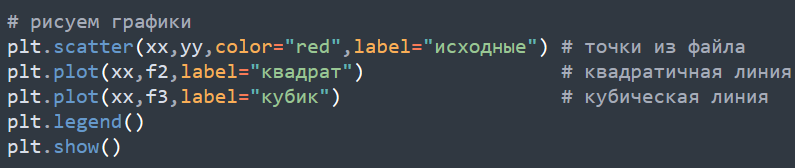 # рисуем графики
plt.scatter(xx,yy,color="red",label="исходные") # точки из файла
plt.plot(xx,f2,label="квадрат")                 # квадратичная линия
plt.plot(xx,f3,label="кубик")                   # кубическая линия
plt.legend()
plt.show()